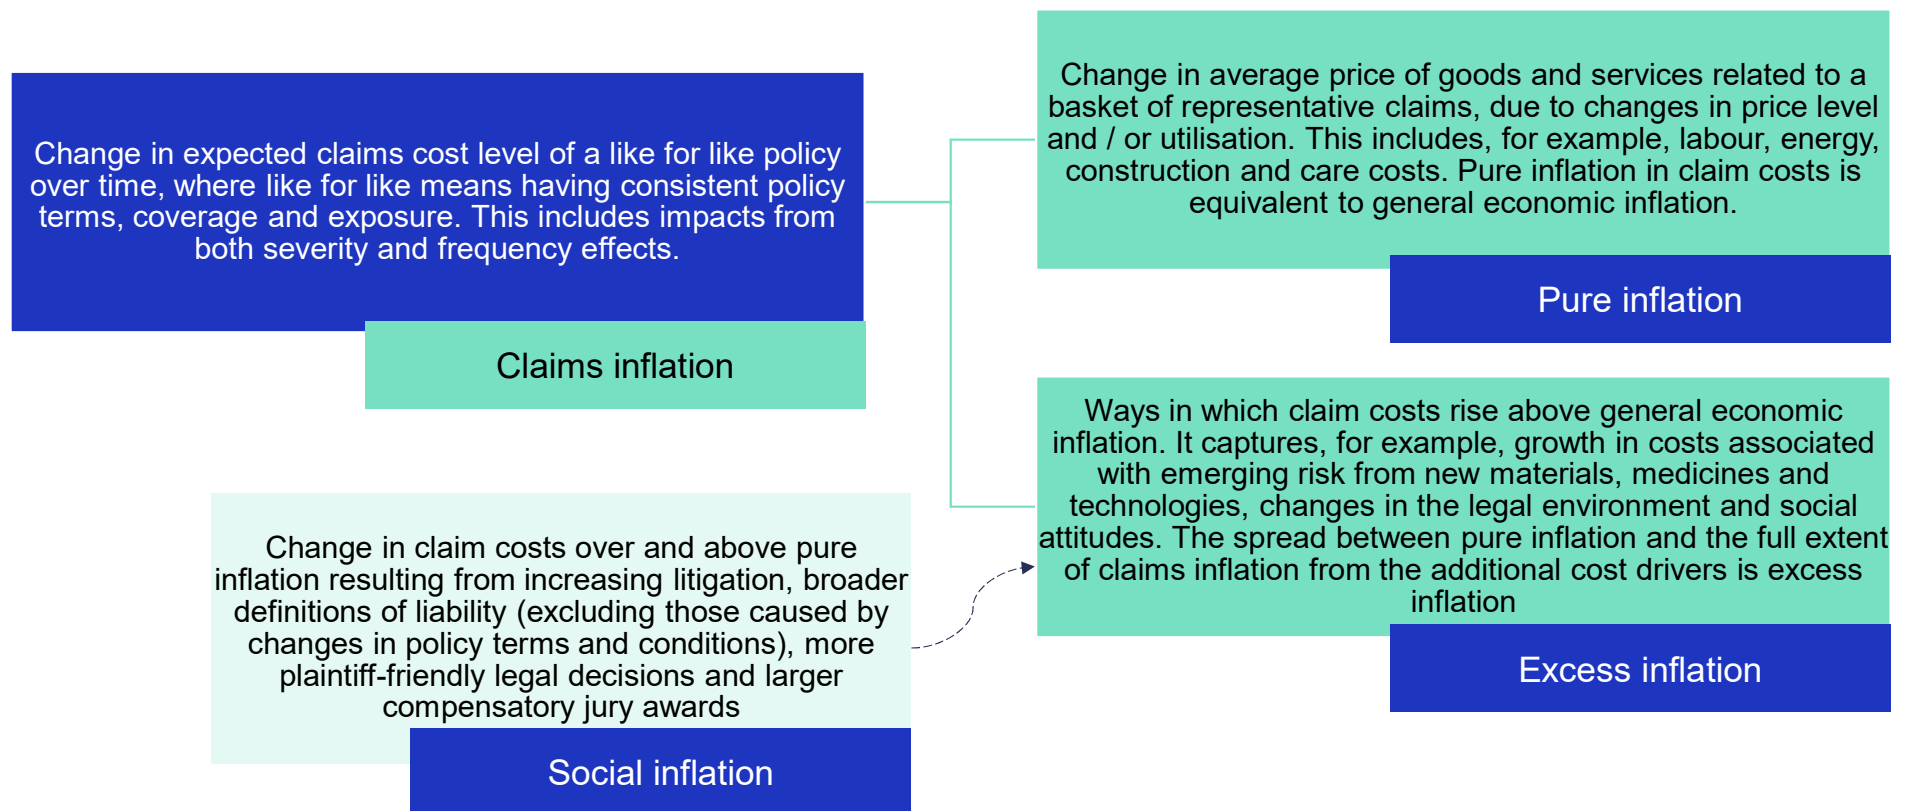 Change in expected claims cost level of a like for like policy
over time, where like for like means having consistent policy
terms, coverage and exposure. This includes impacts from
both severity and frequency effects.
Claims inflation
Change in average price of goods and services related to a
basket of representative claims, due to changes in price level
and / or utilisation. This includes, for example, labour, energy,
construction and care costs. Pure inflation in claim costs is
equivalent to general economic inflation.
Pure inflation
Ways in which claim costs rise above general economic
inflation. It captures, for example, growth in costs associated
with emerging risk from new materials, medicines and
technologies, changes in the legal environment and social
attitudes. The spread between pure inflation and the full extent
of claims inflation from the additional cost drivers is excess
inflation
Excess inflation
Change in claim costs over and above pure
inflation resulting from increasing litigation, broader
definitions of liability (excluding those caused by
changes in policy terms and conditions), more
plaintiff-friendly legal decisions and larger
compensatory jury awards
Social inflation